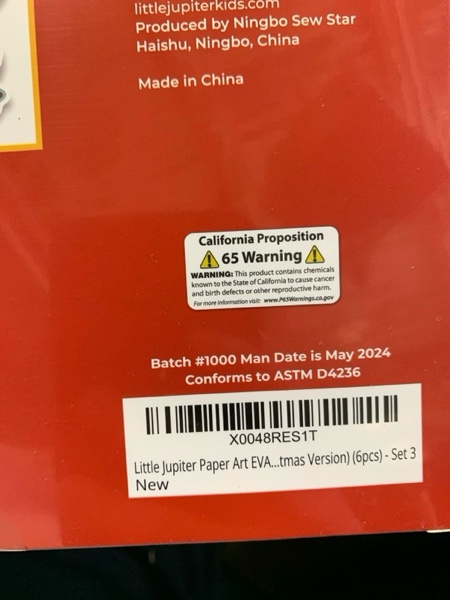 littlejupiterkids.com
Produced by Ningbo Sew Star
Haishu, Ningbo, China
Made in China
California Proposition
65 Warning
WARNING: This product contains chemicals
known to the State of California to cause cancer
and birth defects or other reproductive harm.
For more information visit: www.P65Warnings.ca.gov
Batch #1000 Man Date is May 2024
Conforms to ASTM D4236
X0048RES1T
Little Jupiter Paper Art EVA...tmas Version) (6pcs) - Set 3
New